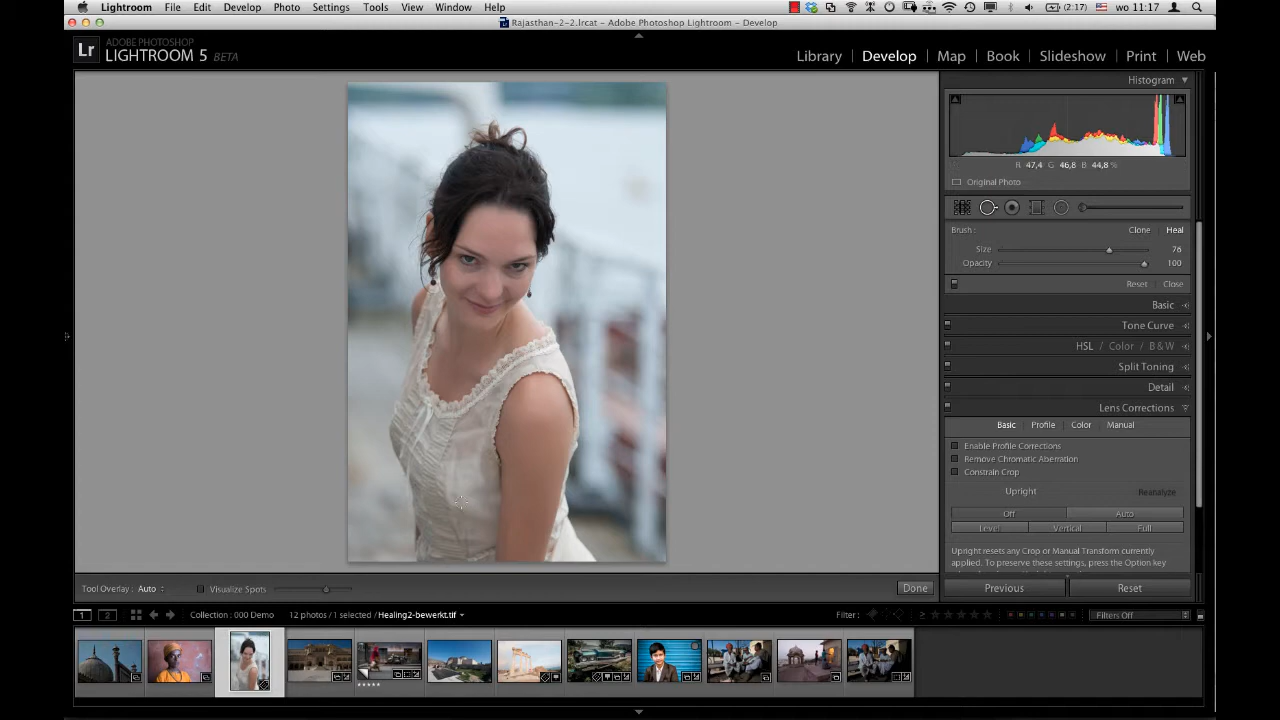 Lightroom File Edit Develop Photo Settings Tools View Window Help (2:17) wo 11:17
Rajasthan-2-2.lrcat - Adobe Photoshop Lightroom - Develop
Lr ADOBE PHOTOSHOP
LIGHTROOM 5 BETA
Library | Develop | Map | Book | Slideshow | Print | Web
Histogram
R 47,4 G 46,8 B 44,8 %
Original Photo
Brush : Clone Heal
Size 76
Opacity 100
Reset Close
Basic
Tone Curve
HSL / Color / B & W
Split Toning
Detail
Lens Corrections
Basic Profile Color Manual
Enable Profile Corrections
Remove Chromatic Aberration
Constrain Crop
Upright Reanalyze
Off Auto
Level Vertical Full
Upright resets any Crop or Manual Transform currently
applied. To preserve these settings, press the Option key
Tool Overlay : Auto Visualize Spots Done
Previous Reset
1 2 Collection : 000 Demo 12 photos / 1 selected / Healing2-bewerkt.tif Filter : Filters Off